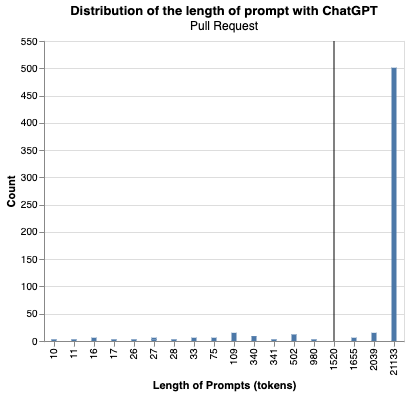 Distribution of the length of prompt with ChatGPT
Pull Request
550
500
450
400
350
300
250
200
150
100
50
0
Count
10 11 16 17 26 27 28 33 75 109 340 341 502 980 1520 1655 2039 21133
Length of Prompts (tokens)